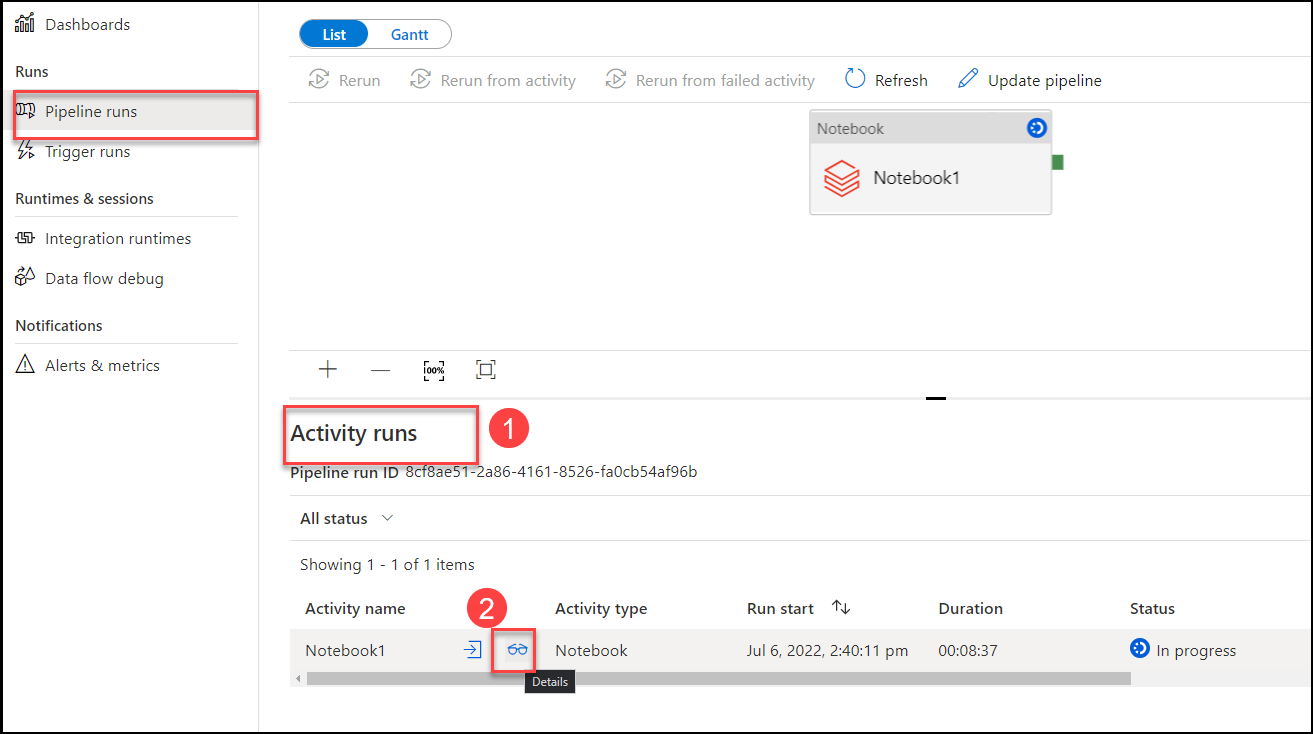 Dashboards
Runs
Pipeline runs
Trigger runs
Runtimes & sessions
Integration runtimes
Data flow debug
Notifications
Alerts & metrics
List Gantt
Rerun Rerun from activity Rerun from failed activity Refresh Update pipeline
Notebook
Notebook1
100%
Activity runs 1
Pipeline run ID 8cf8ae51-2a86-4161-8526-fa0cb54af96b
All status
Showing 1 - 1 of 1 items
2
Activity name Activity type Run start Duration Status
Notebook1 Notebook Jul 6, 2022, 2:40:11 pm 00:08:37 In progress
Details